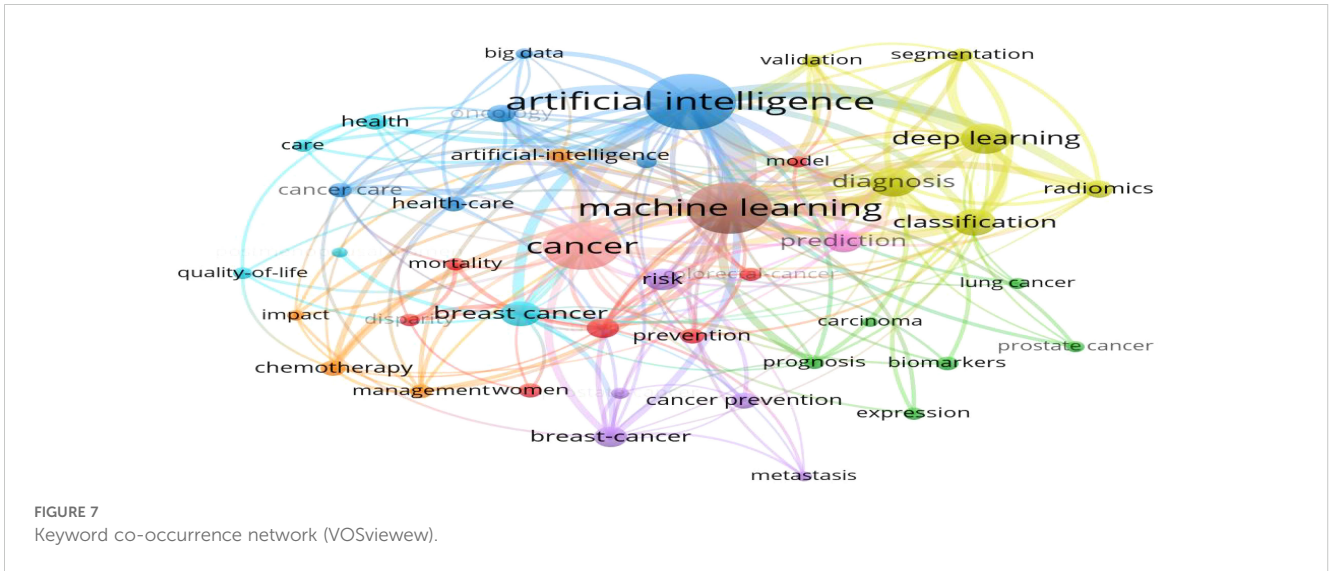 big data
validation
segmentation
artificial intelligence
oncology
health
deep learning
care
artificial-intelligence
model
diagnosis
cancer care
radiomics
health-care
machine learning
classification
prediction
cancer
mortality
quality-of-life
risk
colorectal-cancer
lung cancer
impact
disparity
breast cancer
carcinoma
prevention
prostate cancer
chemotherapy
prognosis
biomarkers
management
women
cancer prevention
expression
breast-cancer
metastasis
FIGURE 7
Keyword co-occurrence network (VOSviewew).